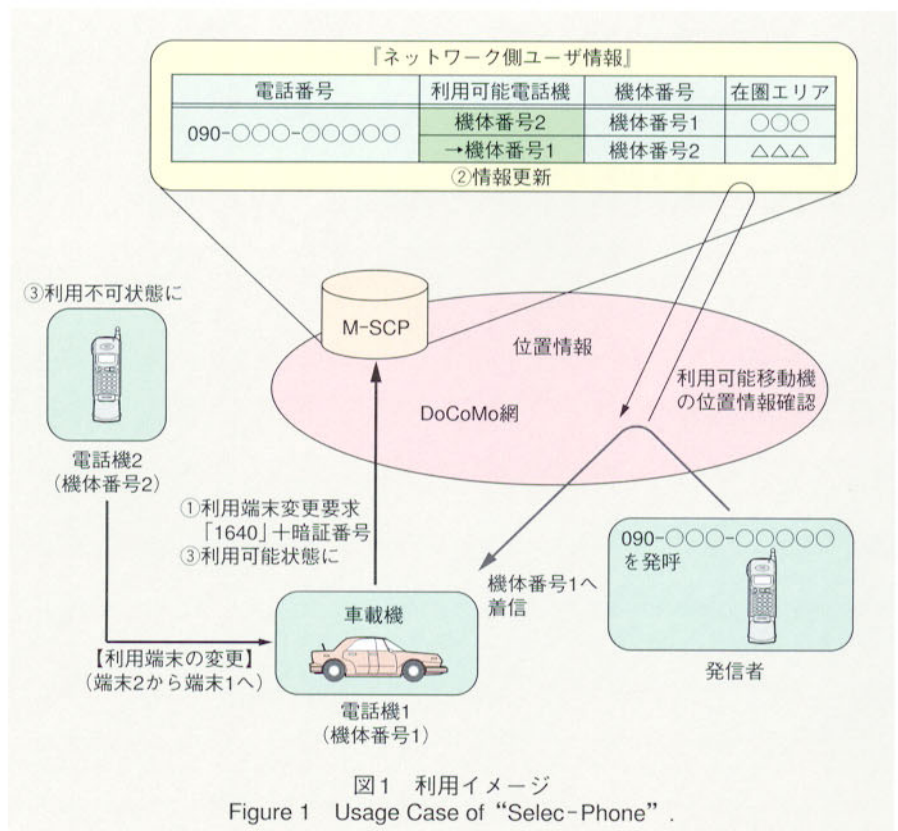 『ネットワーク側ユーザ情報』
電話番号 利用可能電話機 機体番号 在圏エリア
090-○○○-○○○○○
機体番号2 機体番号1 ○○○
→機体番号1 機体番号2 △△△
②情報更新
③利用不可状態に
M-SCP
位置情報
利用可能移動機
の位置情報確認
DoCoMo網
電話機2
(機体番号2)
①利用端末変更要求
「1640」+暗証番号
③利用可能状態に
090-○○○-○○○○○
を発呼
機体番号1へ
着信
車載機
【利用端末の変更】
(端末2から端末1へ)
発信者
電話機1
(機体番号1)
図1 利用イメージ
Figure 1 Usage Case of “Selec-Phone” .